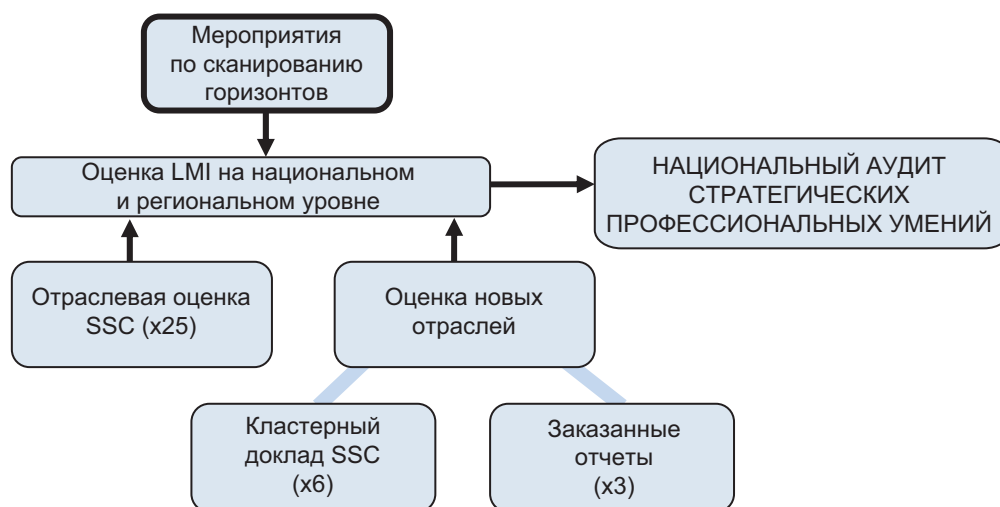 Мероприятия
по сканированию
горизонтов
Оценка LMI на национальном
и региональном уровне
НАЦИОНАЛЬНЫЙ АУДИТ
СТРАТЕГИЧЕСКИХ
ПРОФЕССИОНАЛЬНЫХ УМЕНИЙ
Отраслевая оценка
SSC (x25)
Оценка новых
отраслей
Кластерный
доклад SSC
(x6)
Заказанные
отчеты
(x3)